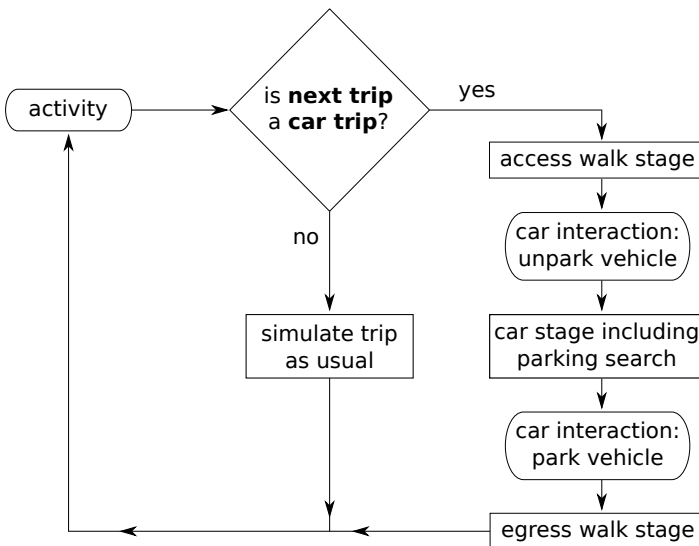 activity
is next trip
a car trip?
yes
no
access walk stage
car interaction:
unpark vehicle
simulate trip
as usual
car stage including
parking search
car interaction:
park vehicle
egress walk stage